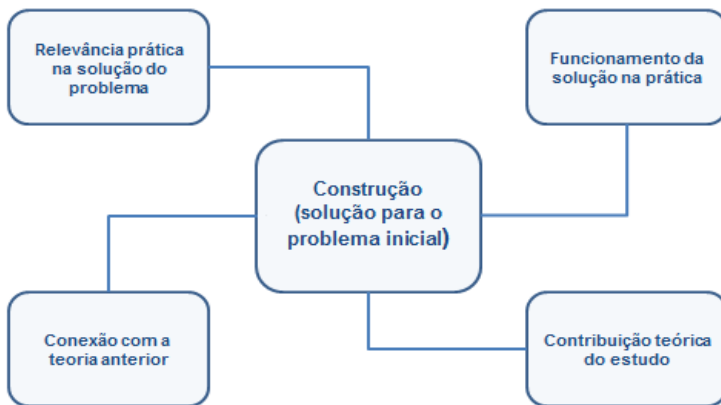 Relevância prática
na solução do
problema
Funcionamento da
solução na prática
Construção
(solução para o
problema inicial)
Conexão com a
teoria anterior
Contribuição teórica
do estudo